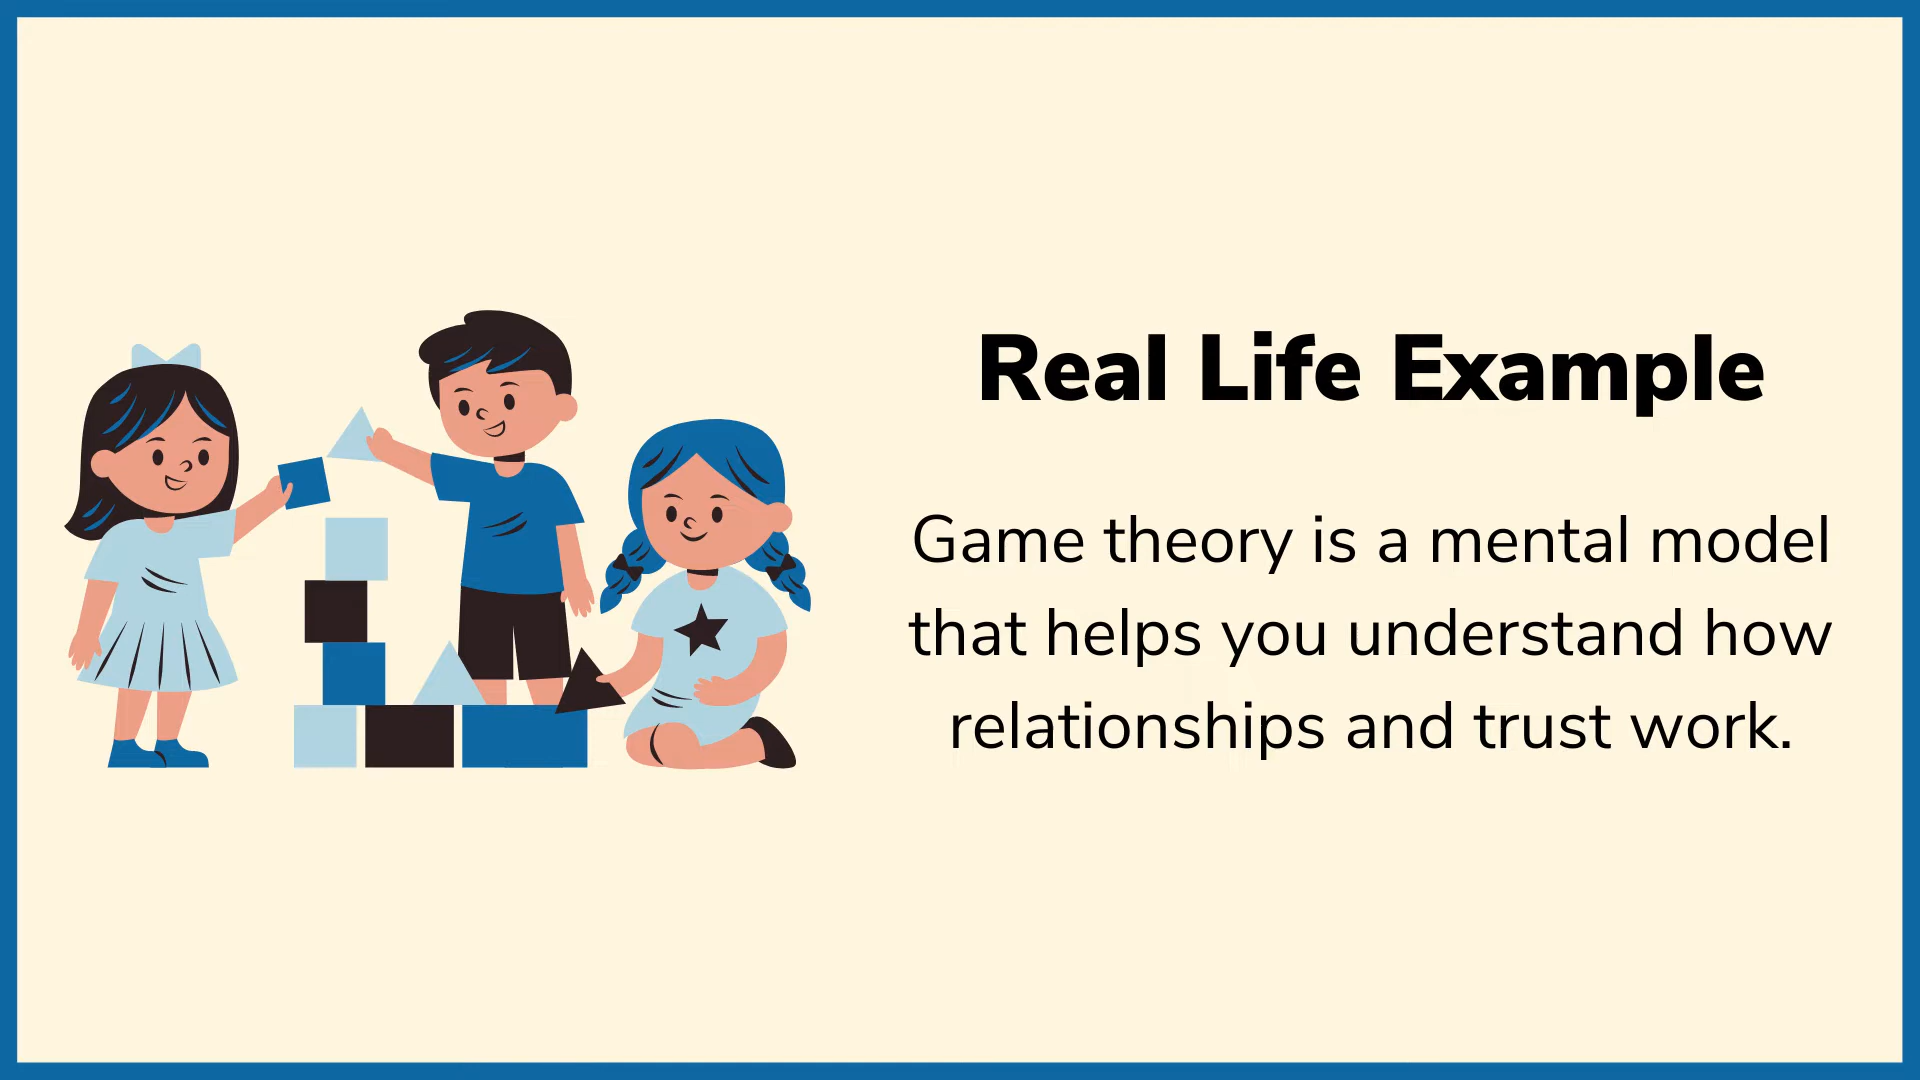 Real Life Example
Game theory is a mental model
that helps you understand how
relationships and trust work.